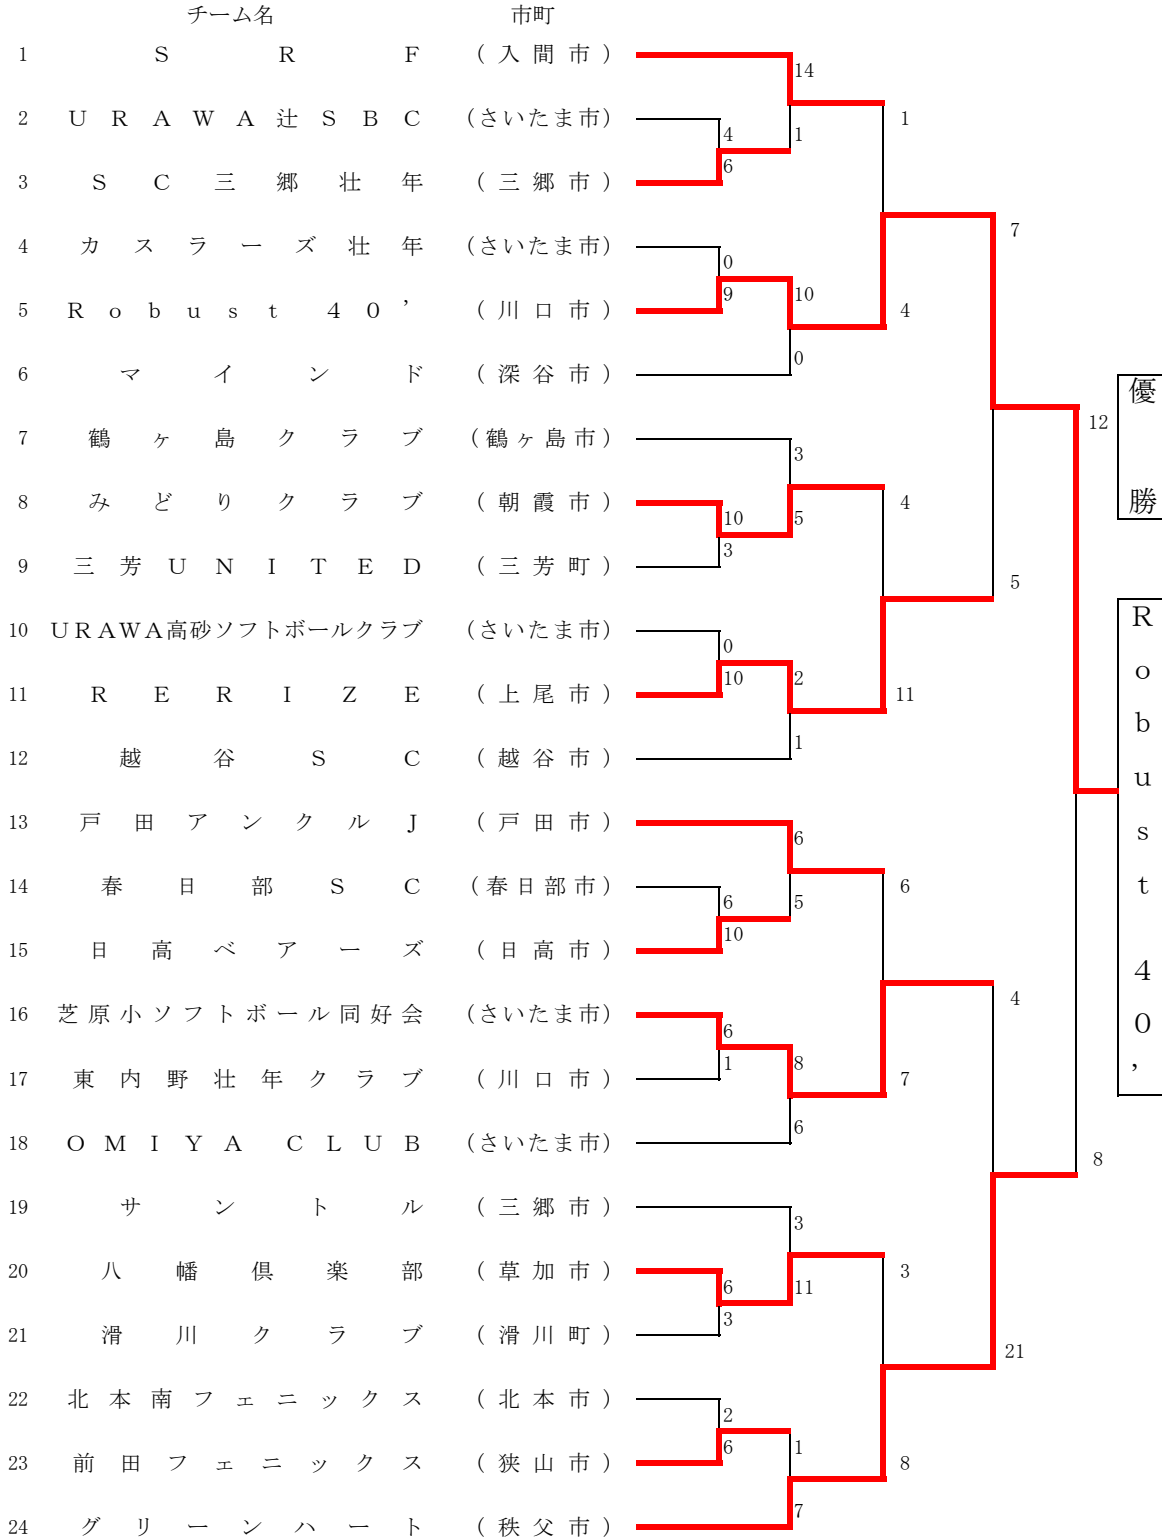 チーム名 市町
1 ＳＲＦ (入間市)
14
2 ＵＲＡＷＡ辻ＳＢＣ (さいたま市)
1
4
1
6
3 ＳＣ三郷壮年 (三郷市)
7
4 カスラーズ壮年 (さいたま市)
0
9
10
5 Ｒｏｂｕｓｔ ４０’ (川口市)
4
0
6 マインド (深谷市)
優勝
12
7 鶴ヶ島クラブ (鶴ヶ島市)
3
8 みどりクラブ (朝霞市)
4
10
5
3
9 三芳ＵＮＩＴＥＤ (三芳町)
5
10 ＵＲＡＷＡ高砂ソフトボールクラブ (さいたま市)
Ｒｏｂｕｓｔ ４０’
0
10
2
11 ＲＥＲＩＺＥ (上尾市)
11
1
12 越谷ＳＣ (越谷市)
13 戸田アンクルＪ (戸田市)
6
14 春日部ＳＣ (春日部市)
6
6
5
10
15 日高ベアーズ (日高市)
4
16 芝原小ソフトボール同好会 (さいたま市)
6
1
8
17 東内野壮年クラブ (川口市)
7
6
18 ＯＭＩＹＡ ＣＬＵＢ (さいたま市)
8
19 サントル (三郷市)
3
20 八幡倶楽部 (草加市)
3
6
11
3
21 滑川クラブ (滑川町)
21
22 北本南フェニックス (北本市)
2
6
1
23 前田フェニックス (狭山市)
8
7
24 グリーンハート (秩父市)